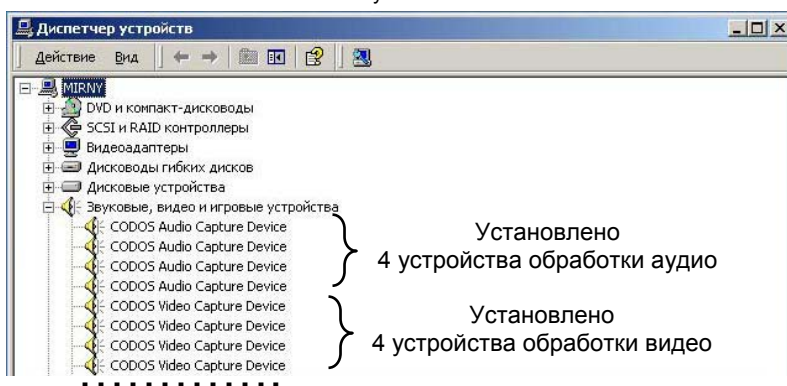 Диспетчер устройств
Действие Вид
MIRNY
DVD и компакт-дисководы
SCSI и RAID контроллеры
Видеоадаптеры
Дисководы гибких дисков
Дисковые устройства
Звуковые, видео и игровые устройства
CODOS Audio Capture Device
CODOS Audio Capture Device
CODOS Audio Capture Device
CODOS Audio Capture Device
Установлено
4 устройства обработки аудио
CODOS Video Capture Device
CODOS Video Capture Device
CODOS Video Capture Device
CODOS Video Capture Device
Установлено
4 устройства обработки видео